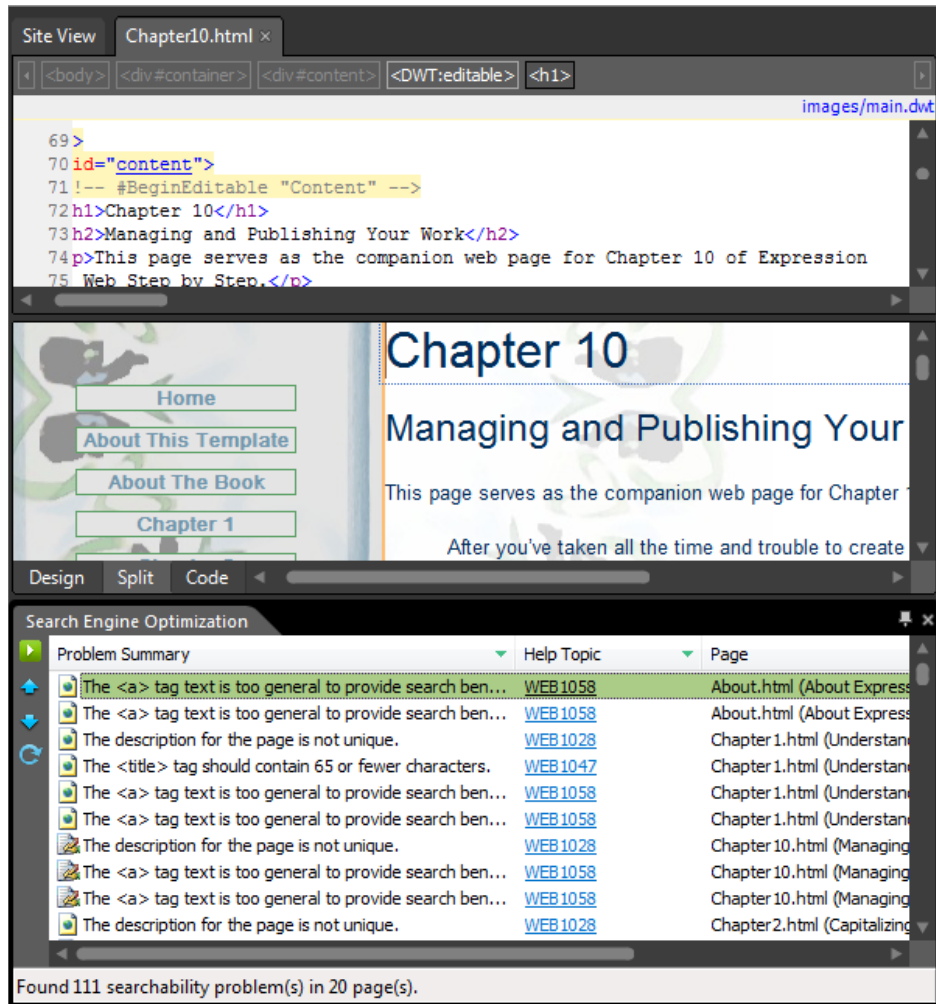 Site View Chapter10.html ×
<body> <div#container> <div#content> <DWT:editable> <h1>
images/main.dwt
69 >
70 id="content">
71 !-- #BeginEditable "Content" -->
72 h1>Chapter 10</h1>
73 h2>Managing and Publishing Your Work</h2>
74 p>This page serves as the companion web page for Chapter 10 of Expression
75 Web Step by Step.</p>
Chapter 10
Home
Managing and Publishing Your
About This Template
About The Book
This page serves as the companion web page for Chapter
Chapter 1
After you've taken all the time and trouble to create
Design Split Code
Search Engine Optimization
Problem Summary Help Topic Page
The <a> tag text is too general to provide search ben... WEB1058 About.html (About Express
The <a> tag text is too general to provide search ben... WEB1058 About.html (About Express
The description for the page is not unique. WEB1028 Chapter1.html (Understan
The <title> tag should contain 65 or fewer characters. WEB1047 Chapter1.html (Understan
The <a> tag text is too general to provide search ben... WEB1058 Chapter1.html (Understan
The <a> tag text is too general to provide search ben... WEB1058 Chapter1.html (Understan
The description for the page is not unique. WEB1028 Chapter10.html (Managing
The <a> tag text is too general to provide search ben... WEB1058 Chapter10.html (Managing
The <a> tag text is too general to provide search ben... WEB1058 Chapter10.html (Managing
The description for the page is not unique. WEB1028 Chapter2.html (Capitalizing
Found 111 searchability problem(s) in 20 page(s).